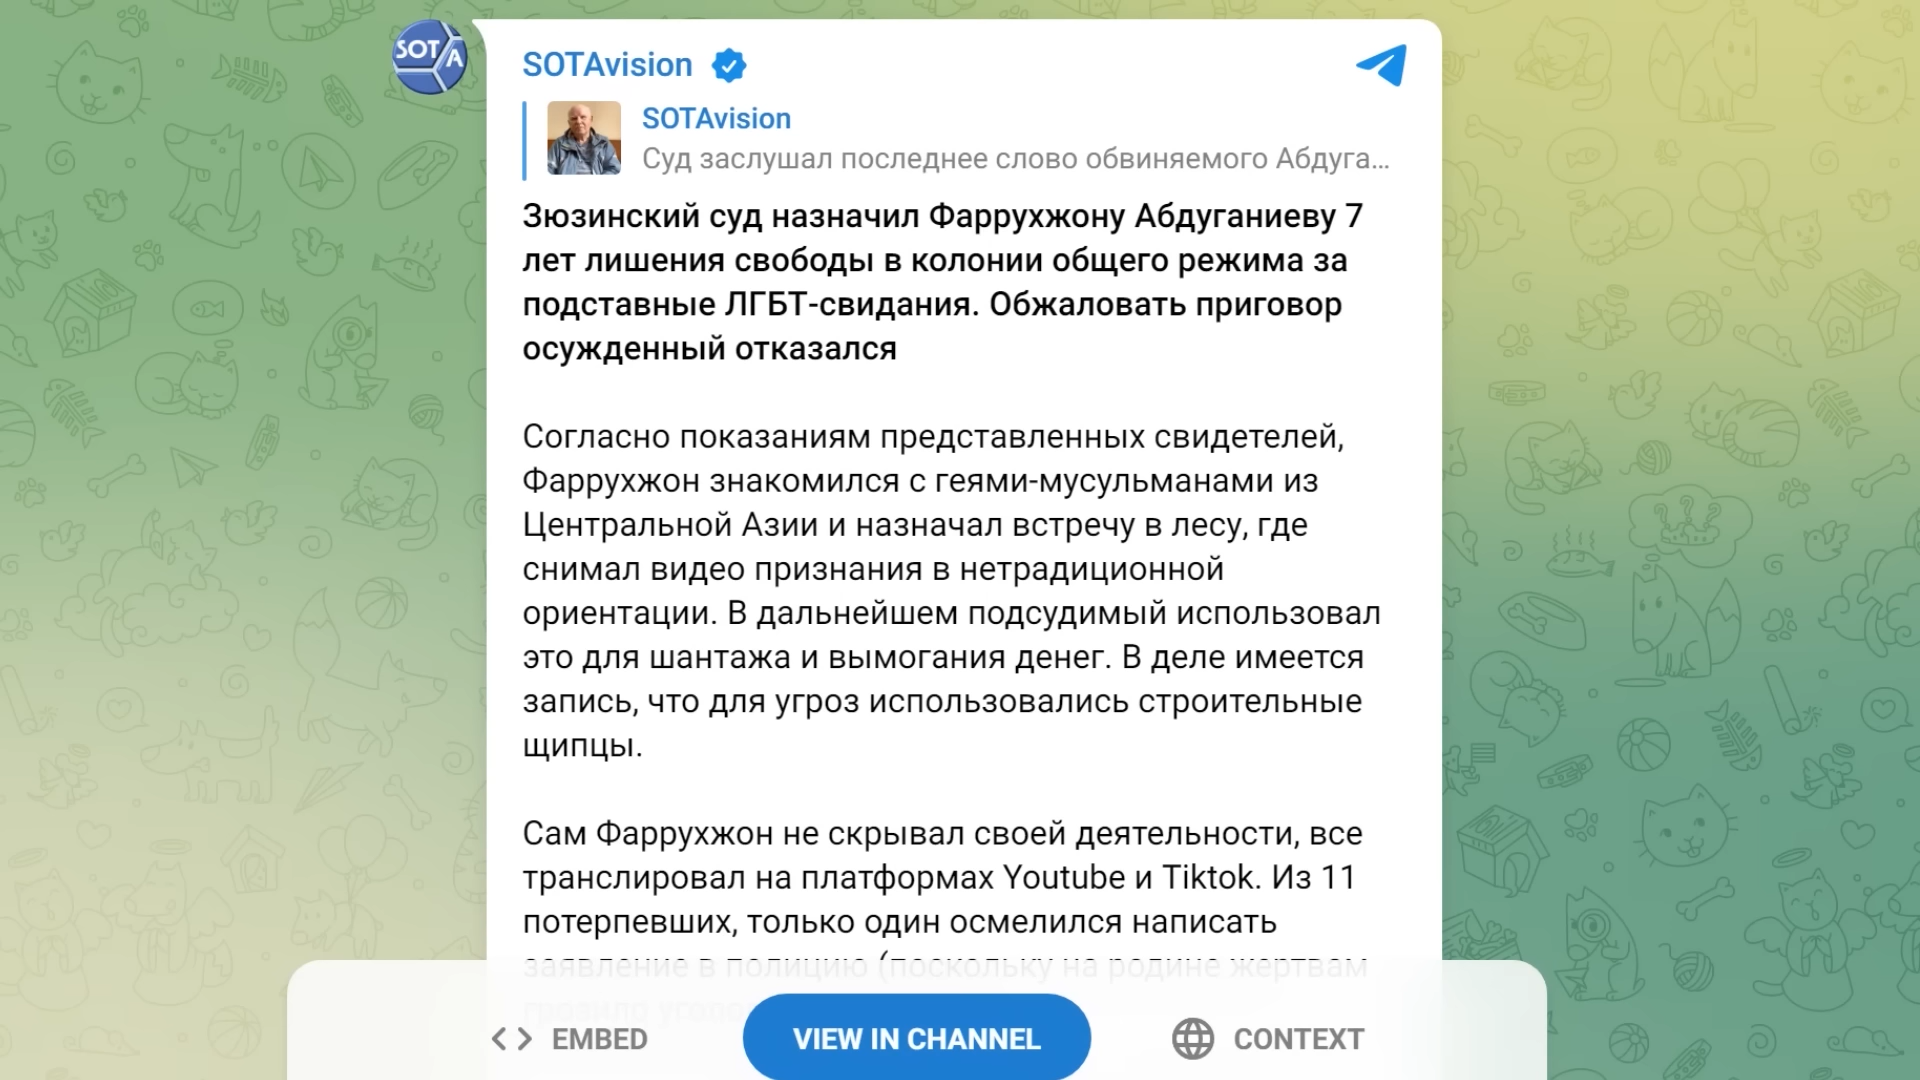 SOTA
SOTAvision
SOTAvision
Суд заслушал последнее слово обвиняемого Абдуга...
Зюзинский суд назначил Фаррухжону Абдуганиеву 7
лет лишения свободы в колонии общего режима за
подставные ЛГБТ-свидания. Обжаловать приговор
осужденный отказался
Согласно показаниям представленных свидетелей,
Фаррухжон знакомился с геями-мусульманами из
Центральной Азии и назначал встречу в лесу, где
снимал видео признания в нетрадиционной
ориентации. В дальнейшем подсудимый использовал
это для шантажа и вымогания денег. В деле имеется
запись, что для угроз использовались строительные
щипцы.
Сам Фаррухжон не скрывал своей деятельности, все
транслировал на платформах Youtube и Tiktok. Из 11
потерпевших, только один осмелился написать
заявление в полицию (поскольку на родине жертвам
грозило
EMBED
VIEW IN CHANNEL
CONTEXT